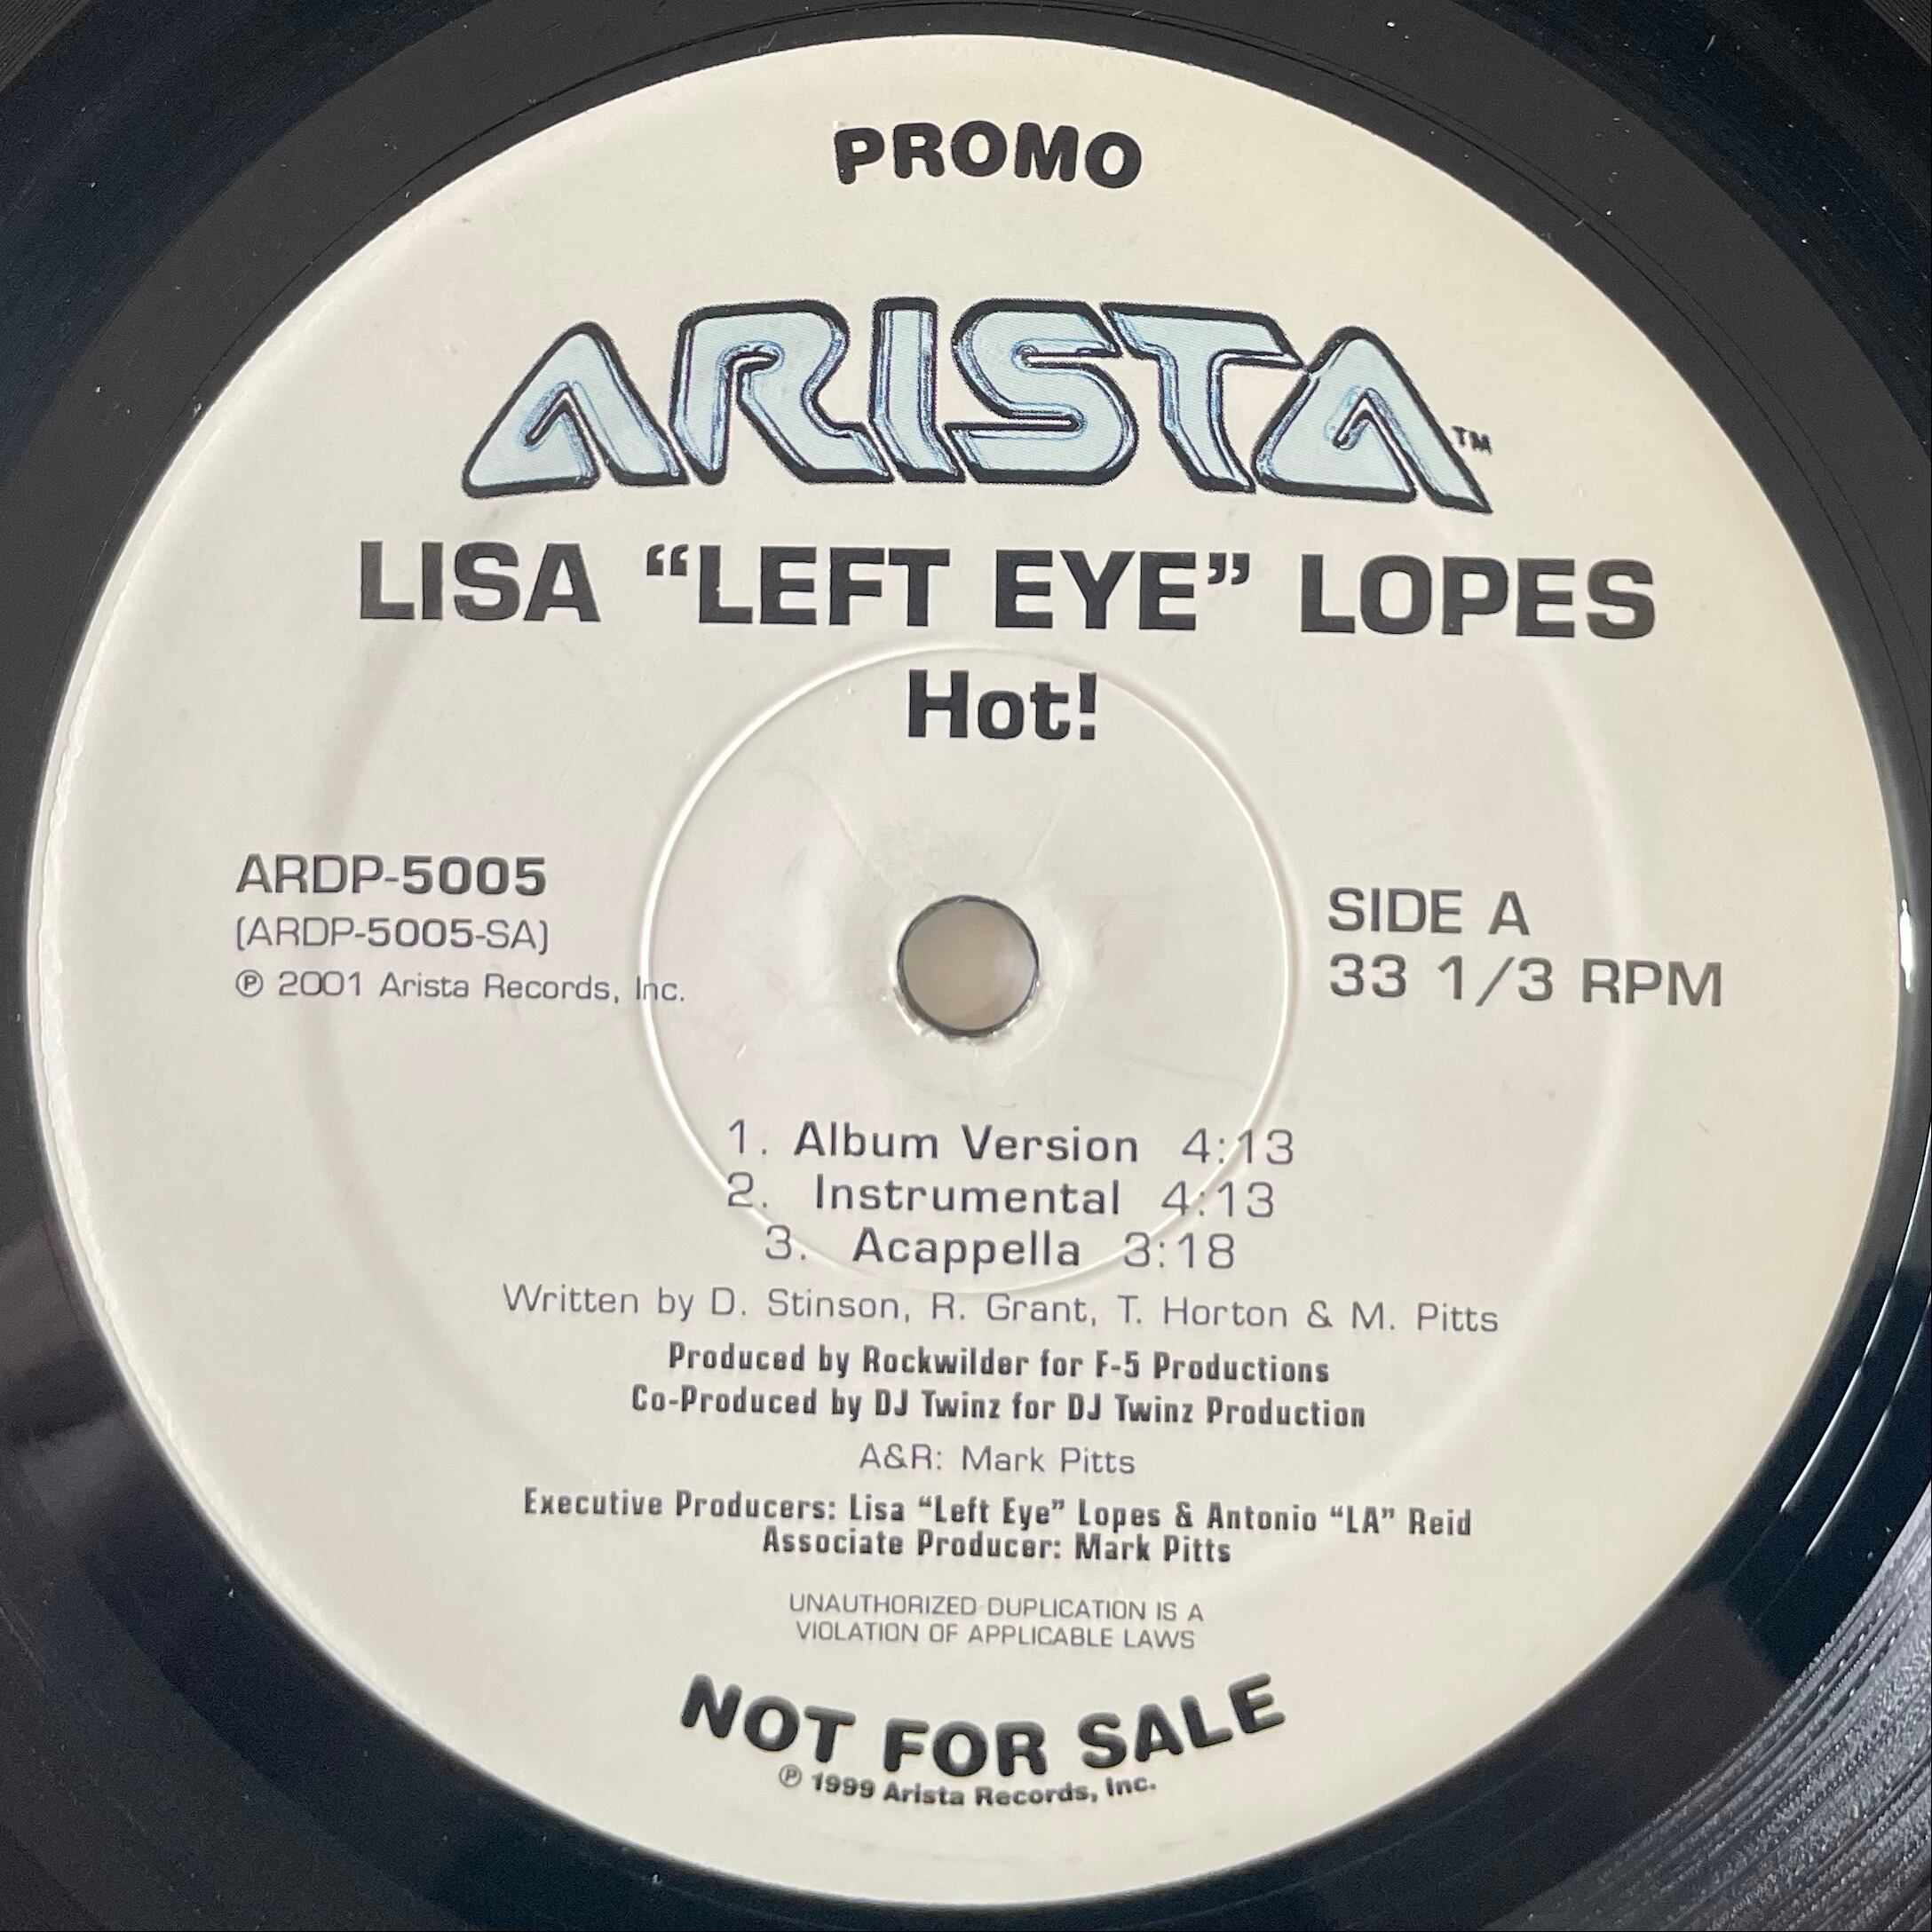 PROMO
ARISTA™
LISA “LEFT EYE” LOPES
Hot!
ARDP-5005
(ARDP-5005-SA)
℗ 2001 Arista Records, Inc.
SIDE A
33 1/3 RPM
1. Album Version 4:13
2. Instrumental 4:13
3. Acappella 3:18
Written by D. Stinson, R. Grant, T. Horton & M. Pitts
Produced by Rockwilder for F-5 Productions
Co-Produced by DJ Twinz for DJ Twinz Production
A&R: Mark Pitts
Executive Producers: Lisa “Left Eye” Lopes & Antonio “LA” Reid
Associate Producer: Mark Pitts
UNAUTHORIZED DUPLICATION IS A
VIOLATION OF APPLICABLE LAWS
NOT FOR SALE
℗ 1999 Arista Records, Inc.